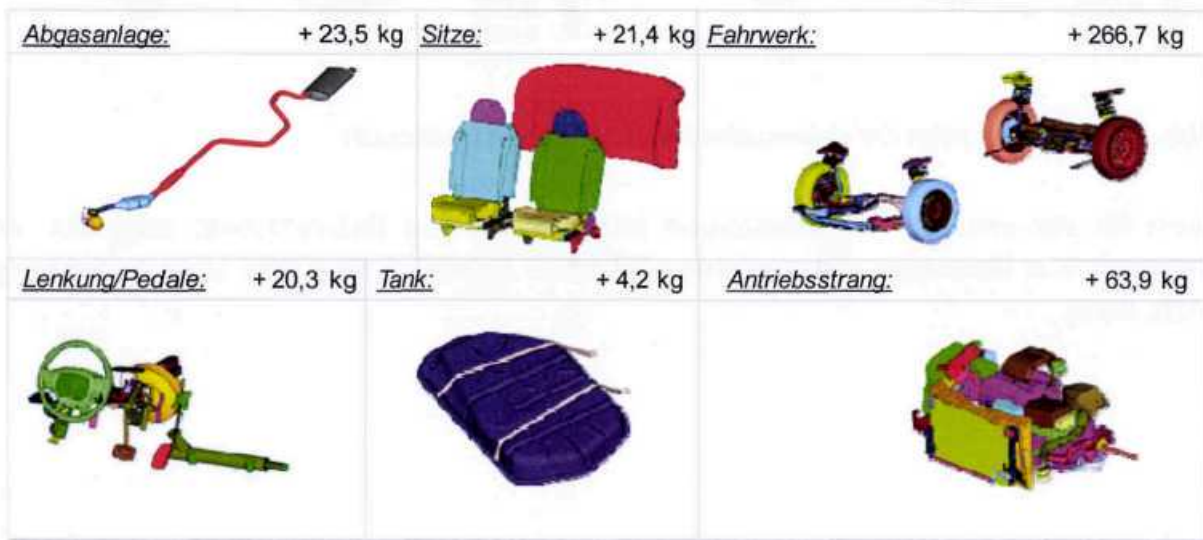 Abgasanlage: + 23,5 kg Sitze: + 21,4 kg Fahrwerk: + 266,7 kg
Lenkung/Pedale: + 20,3 kg Tank: + 4,2 kg Antriebsstrang: + 63,9 kg